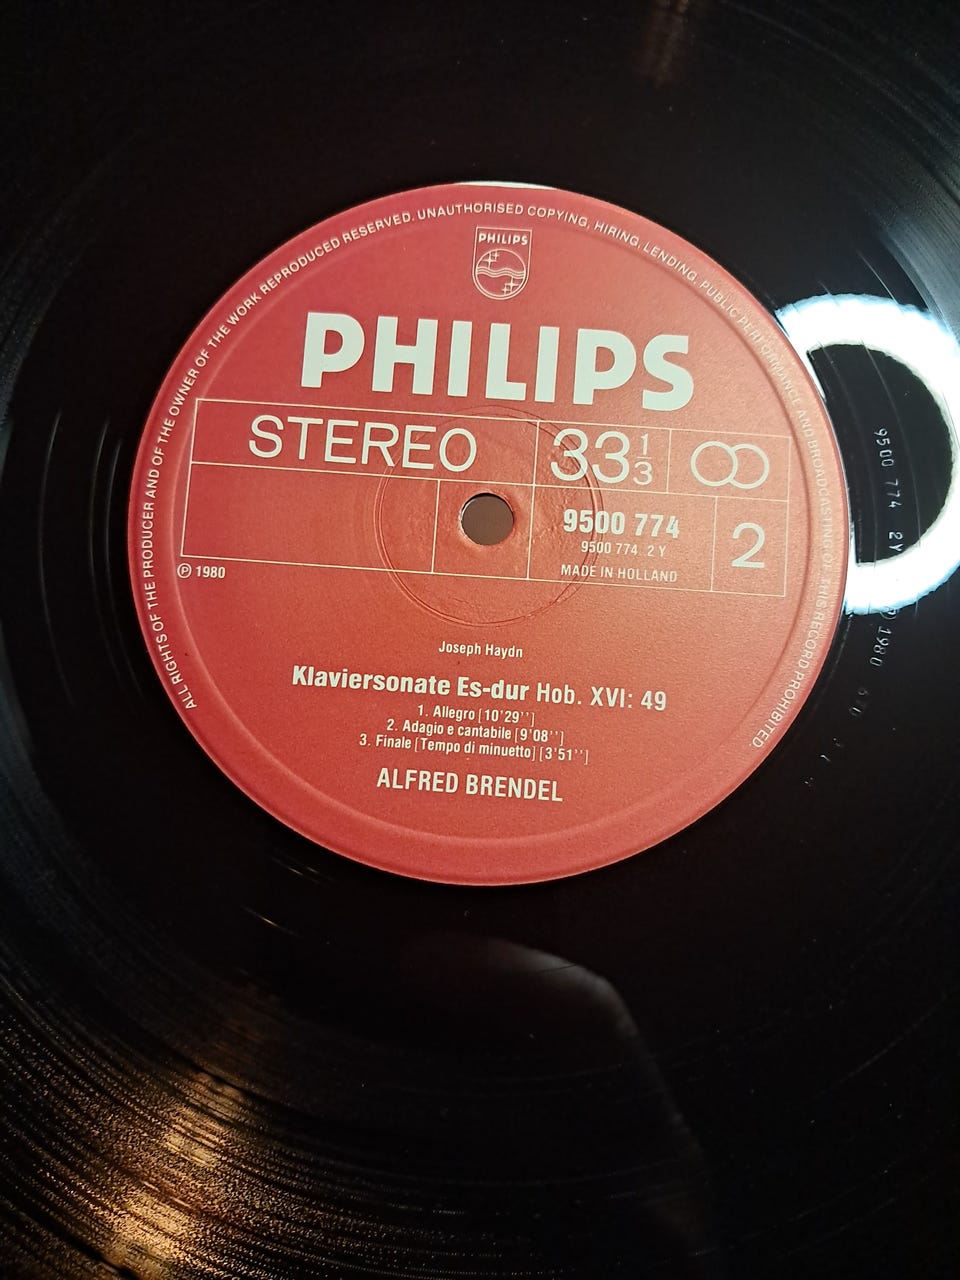 ALL RIGHTS OF THE PRODUCER AND OF THE OWNER OF THE WORK REPRODUCED RESERVED. UNAUTHORISED COPYING, HIRING, LENDING, PUBLIC PERFORMANCE AND BROADCASTING OF THIS RECORD PROHIBITED.
PHILIPS
PHILIPS
STEREO 33 1/3
9500 774
9500 774 2 Y
MADE IN HOLLAND
2
℗ 1980
Joseph Haydn
Klaviersonate Es-dur Hob. XVI: 49
1. Allegro [10'29'']
2. Adagio e cantabile [9'08'']
3. Finale [Tempo di minuetto] [3'51'']
ALFRED BRENDEL
9500 774 2Y
1980